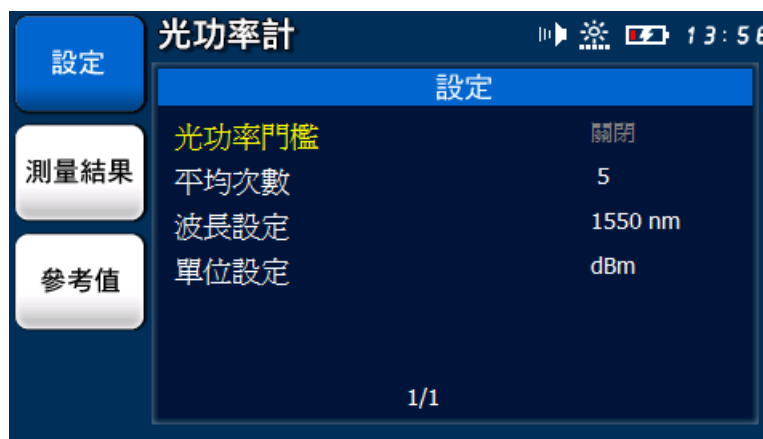 設定
光功率計
13:56
設定
測量結果
光功率門檻 關閉
平均次數 5
波長設定 1550 nm
參考值
單位設定 dBm
1/1